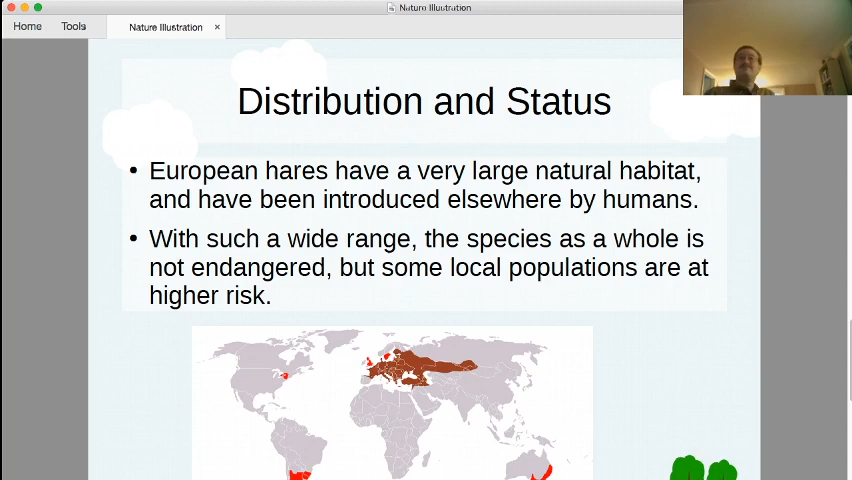 Nature Illustration
Home Tools Nature Illustration ×
Distribution and Status
• European hares have a very large natural habitat,
and have been introduced elsewhere by humans.
• With such a wide range, the species as a whole is
not endangered, but some local populations are at
higher risk.